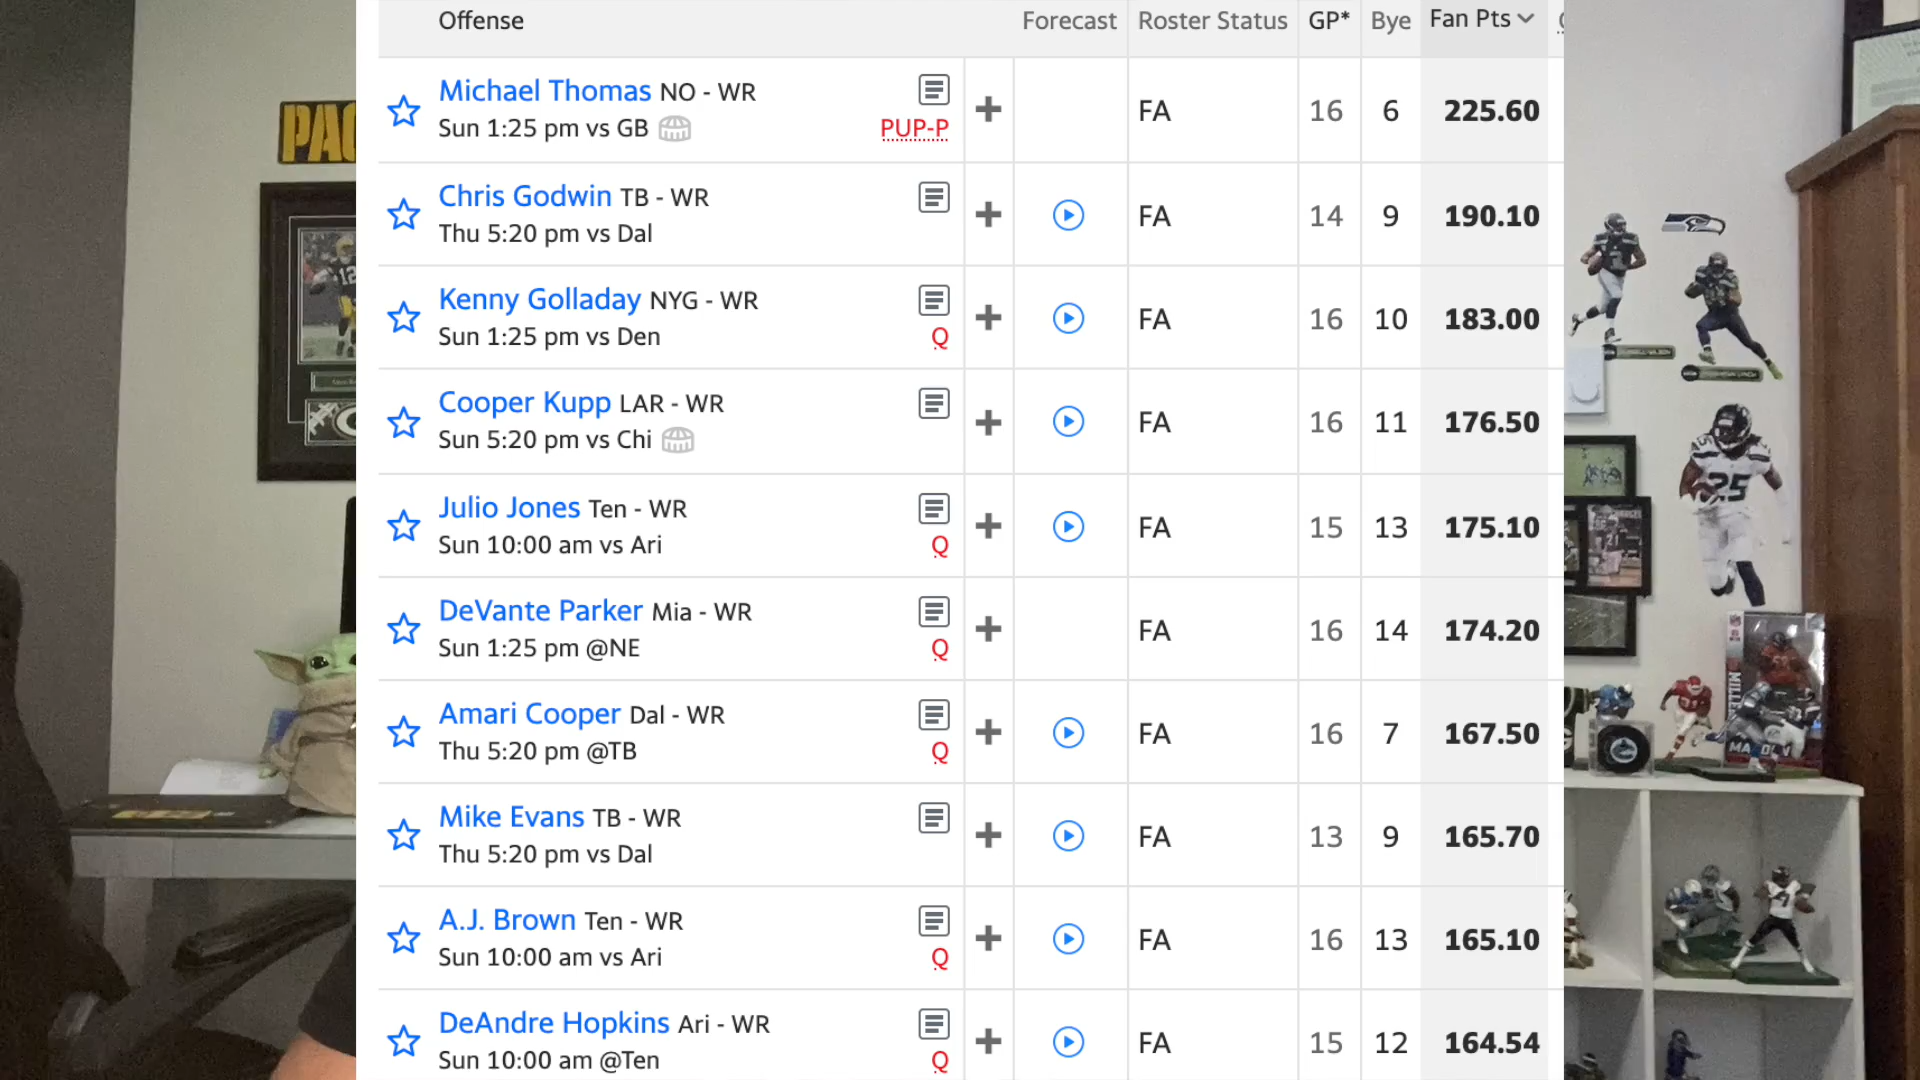 Offense Forecast Roster Status GP* Bye Fan Pts
Michael Thomas NO - WR
Sun 1:25 pm vs GB PUP-P FA 16 6 225.60
Chris Godwin TB - WR
Thu 5:20 pm vs Dal FA 14 9 190.10
Kenny Golladay NYG - WR
Sun 1:25 pm vs Den Q FA 16 10 183.00
Cooper Kupp LAR - WR
Sun 5:20 pm vs Chi FA 16 11 176.50
Julio Jones Ten - WR
Sun 10:00 am vs Ari Q FA 15 13 175.10
DeVante Parker Mia - WR
Sun 1:25 pm @NE Q FA 16 14 174.20
Amari Cooper Dal - WR
Thu 5:20 pm @TB Q FA 16 7 167.50
Mike Evans TB - WR
Thu 5:20 pm vs Dal FA 13 9 165.70
A.J. Brown Ten - WR
Sun 10:00 am vs Ari Q FA 16 13 165.10
DeAndre Hopkins Ari - WR
Sun 10:00 am @Ten Q FA 15 12 164.54
PAC
12
25
MILLER
MADDEN
7